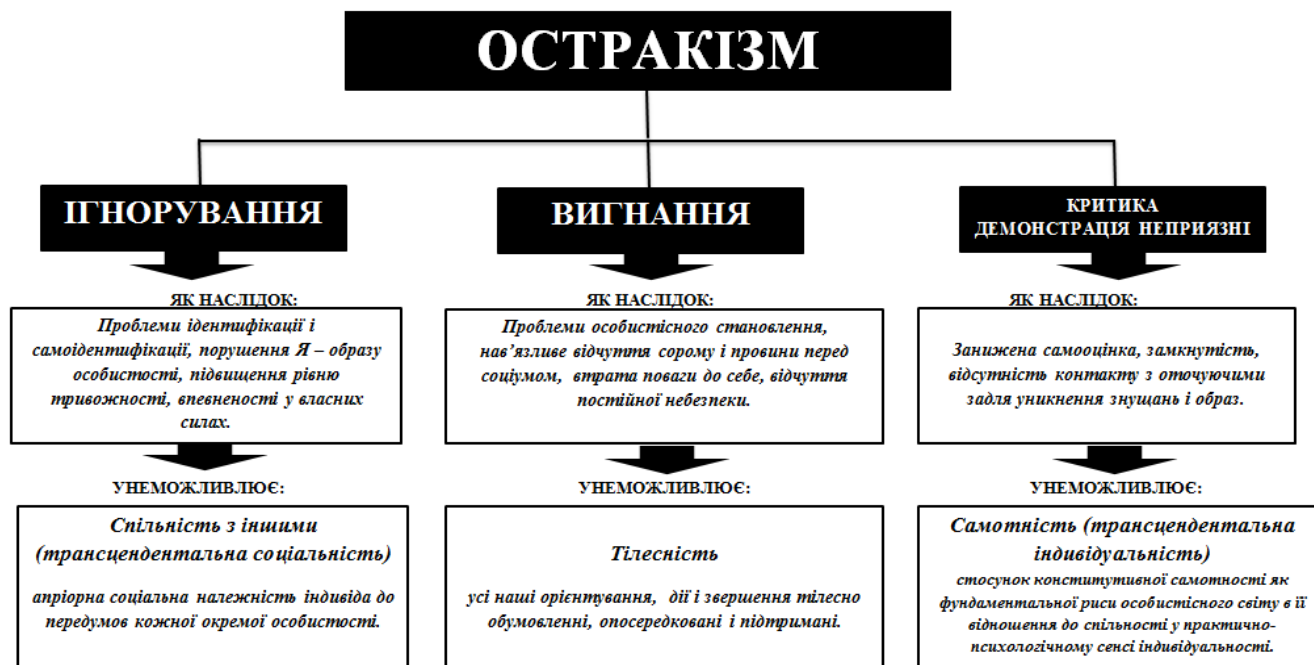 ОСТРАКІЗМ
ІГНОРУВАННЯ
ЯК НАСЛІДОК:
Проблеми ідентифікації і
самоідентифікації, порушення Я – образу
особистості, підвищення рівню
тривожності, впевненості у власних
силах.
УНЕМОЖЛИВЛЮЄ:
Спільність з іншими
(трансцендентальна соціальність)
апріорна соціальна належність індивіда до
передумов кожної окремої особистості.
ВИГНАННЯ
ЯК НАСЛІДОК:
Проблеми особистісного становлення,
нав’язливе відчуття сорому і провини перед
соціумом, втрата поваги до себе, відчуття
постійної небезпеки.
УНЕМОЖЛИВЛЮЄ:
Тілесність
усі наші орієнтування, дії і звершення тілесно
обумовленні, опосередковані і підтримані.
КРИТИКА
ДЕМОНСТРАЦІЯ НЕПРИЯЗНІ
ЯК НАСЛІДОК:
Занижена самооцінка, замкнутість,
відсутність контакту з оточуючими
задля уникнення знущань і образ.
УНЕМОЖЛИВЛЮЄ:
Самотність (трансцендентальна
індивідуальність)
стосунок конститутивної самотності як
фундаментальної риси особистісного світу в її
відношення до спільності у практично-
психологічному сенсі індивідуальності.